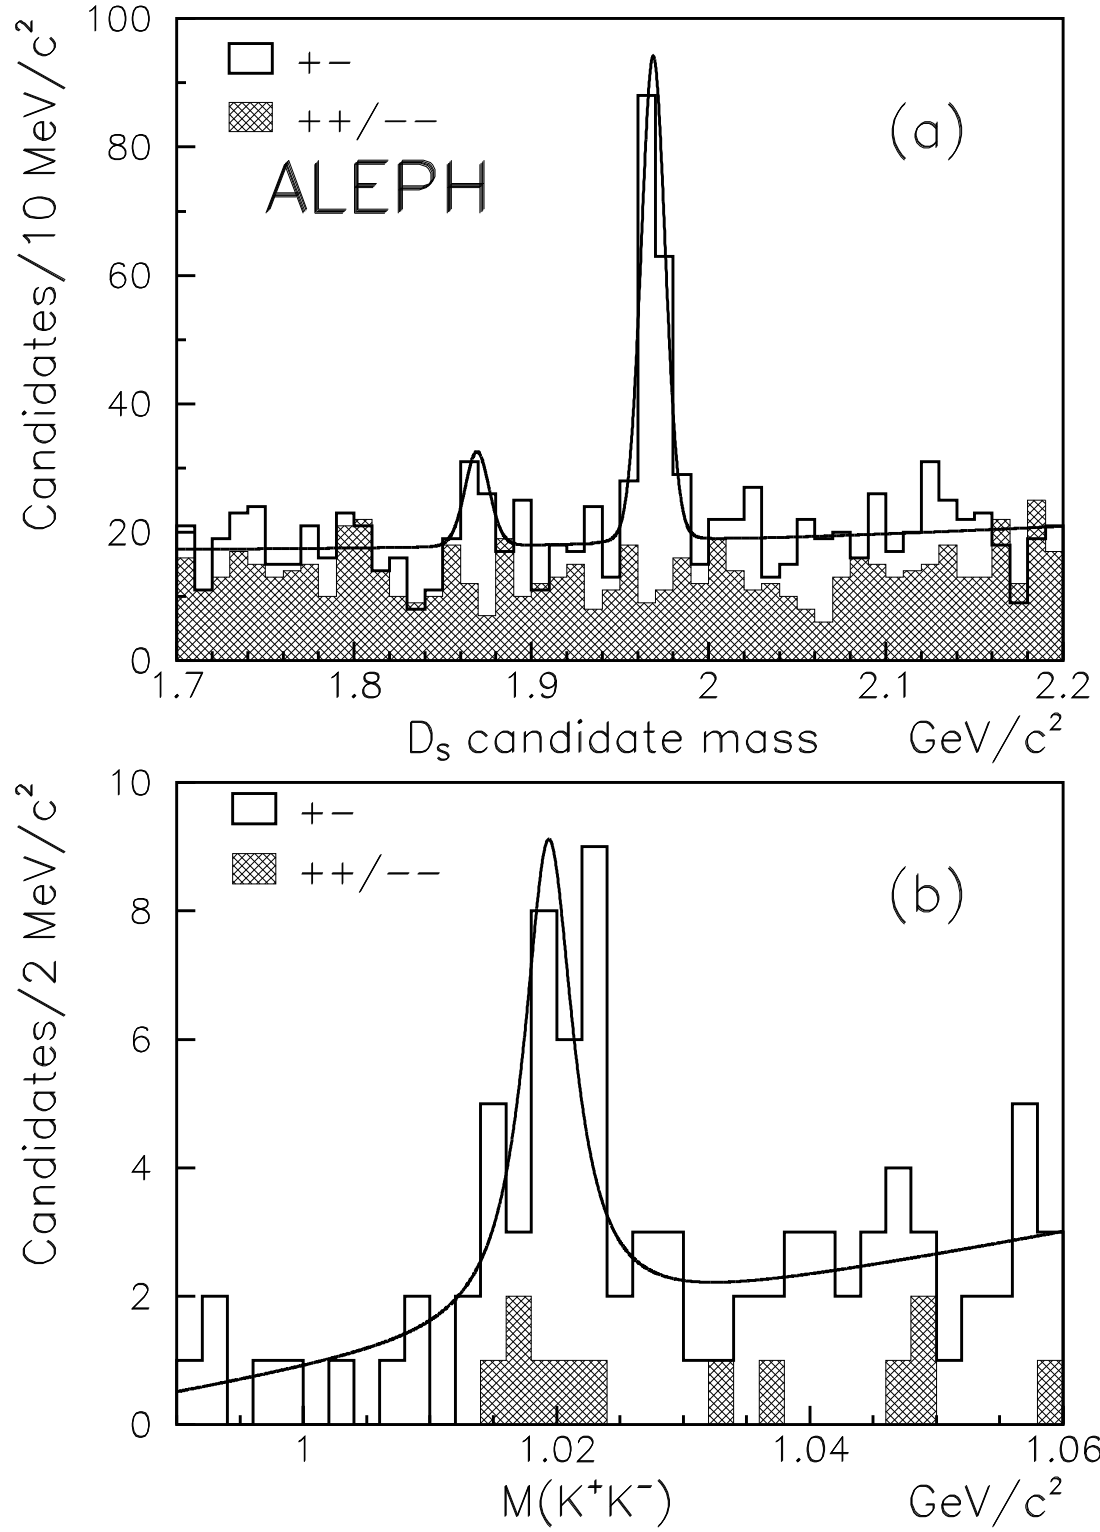 100
80
60
40
20
0
Candidates/10 MeV/c²
+-
++/--
ALEPH
(a)
1.7 1.8 1.9 2 2.1 2.2
Dₛ candidate mass GeV/c²
10
8
6
4
2
0
Candidates/2 MeV/c²
+-
++/--
(b)
1 1.02 1.04 1.06
M(K⁺K⁻) GeV/c²